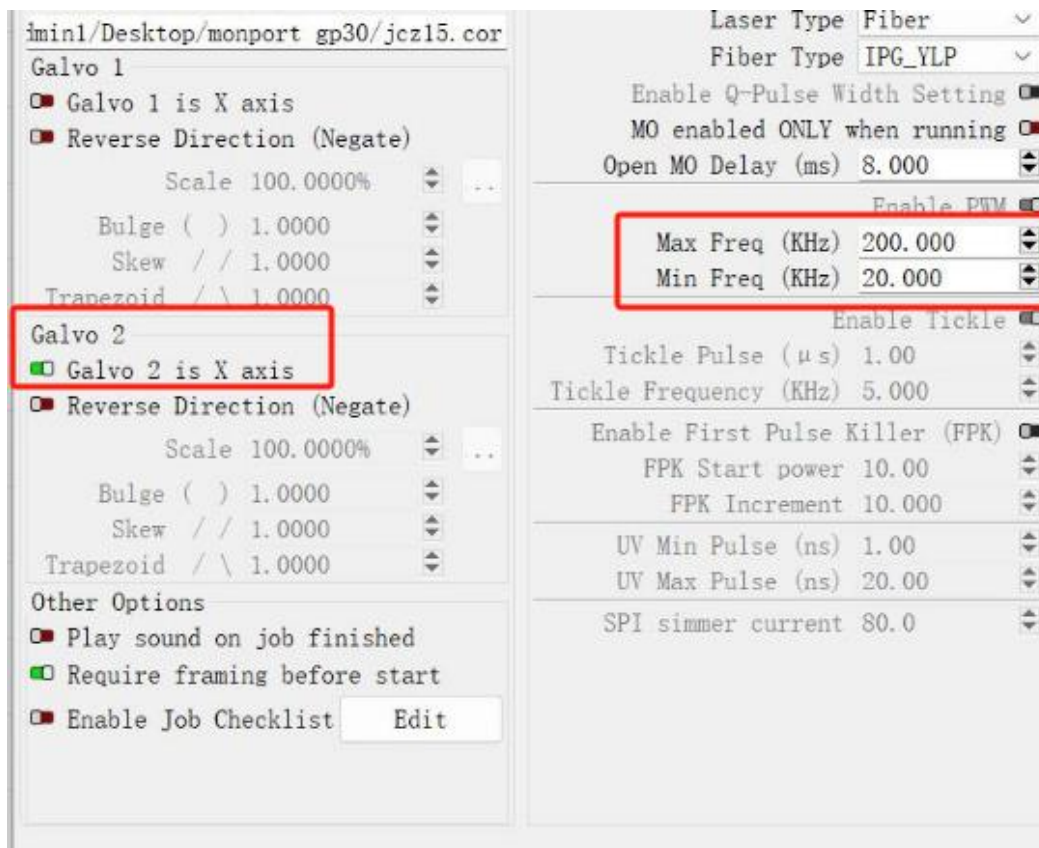 imin1/Desktop/monport gp30/jcz15.cor
Galvo 1
Galvo 1 is X axis
Reverse Direction (Negate)
Scale 100.0000% ..
Bulge ( ) 1.0000
Skew / / 1.0000
Trapezoid / \ 1.0000
Galvo 2
Galvo 2 is X axis
Reverse Direction (Negate)
Scale 100.0000% ..
Bulge ( ) 1.0000
Skew / / 1.0000
Trapezoid / \ 1.0000
Other Options
Play sound on job finished
Require framing before start
Enable Job Checklist Edit
Laser Type Fiber
Fiber Type IPG_YLP
Enable Q-Pulse Width Setting
MO enabled ONLY when running
Open MO Delay (ms) 8.000
Enable PWM
Max Freq (KHz) 200.000
Min Freq (KHz) 20.000
Enable Tickle
Tickle Pulse (μs) 1.00
Tickle Frequency (KHz) 5.000
Enable First Pulse Killer (FPK)
FPK Start power 10.00
FPK Increment 10.000
UV Min Pulse (ns) 1.00
UV Max Pulse (ns) 20.00
SPI simmer current 80.0